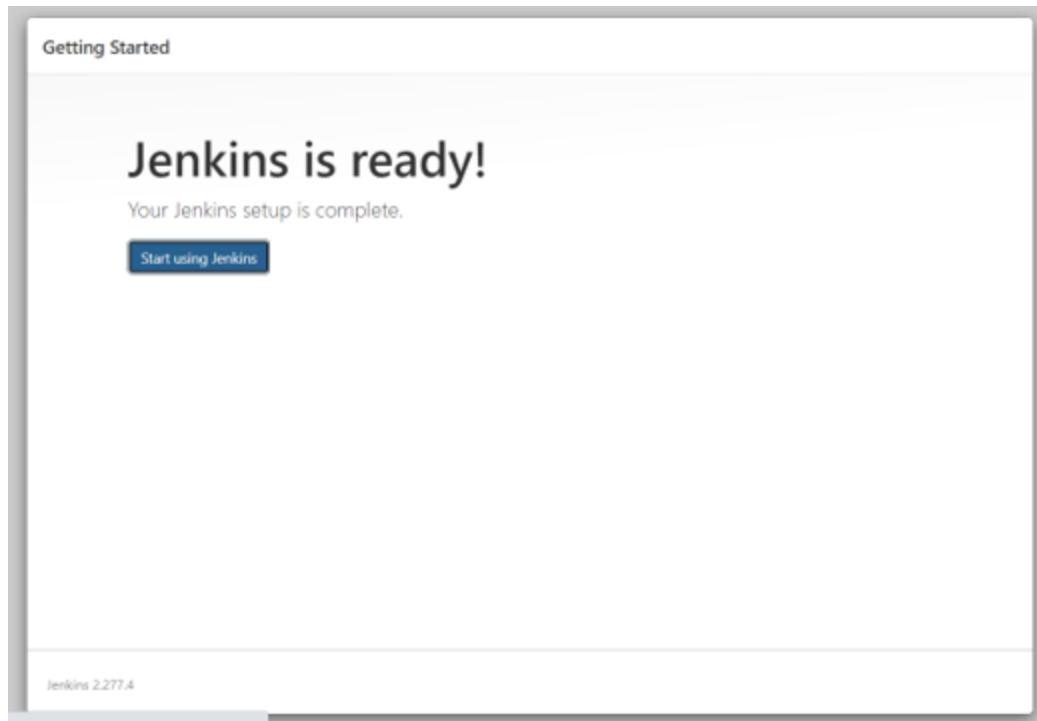 Getting Started
Jenkins is ready!
Your Jenkins setup is complete.
Start using Jenkins
Jenkins 2.277.4